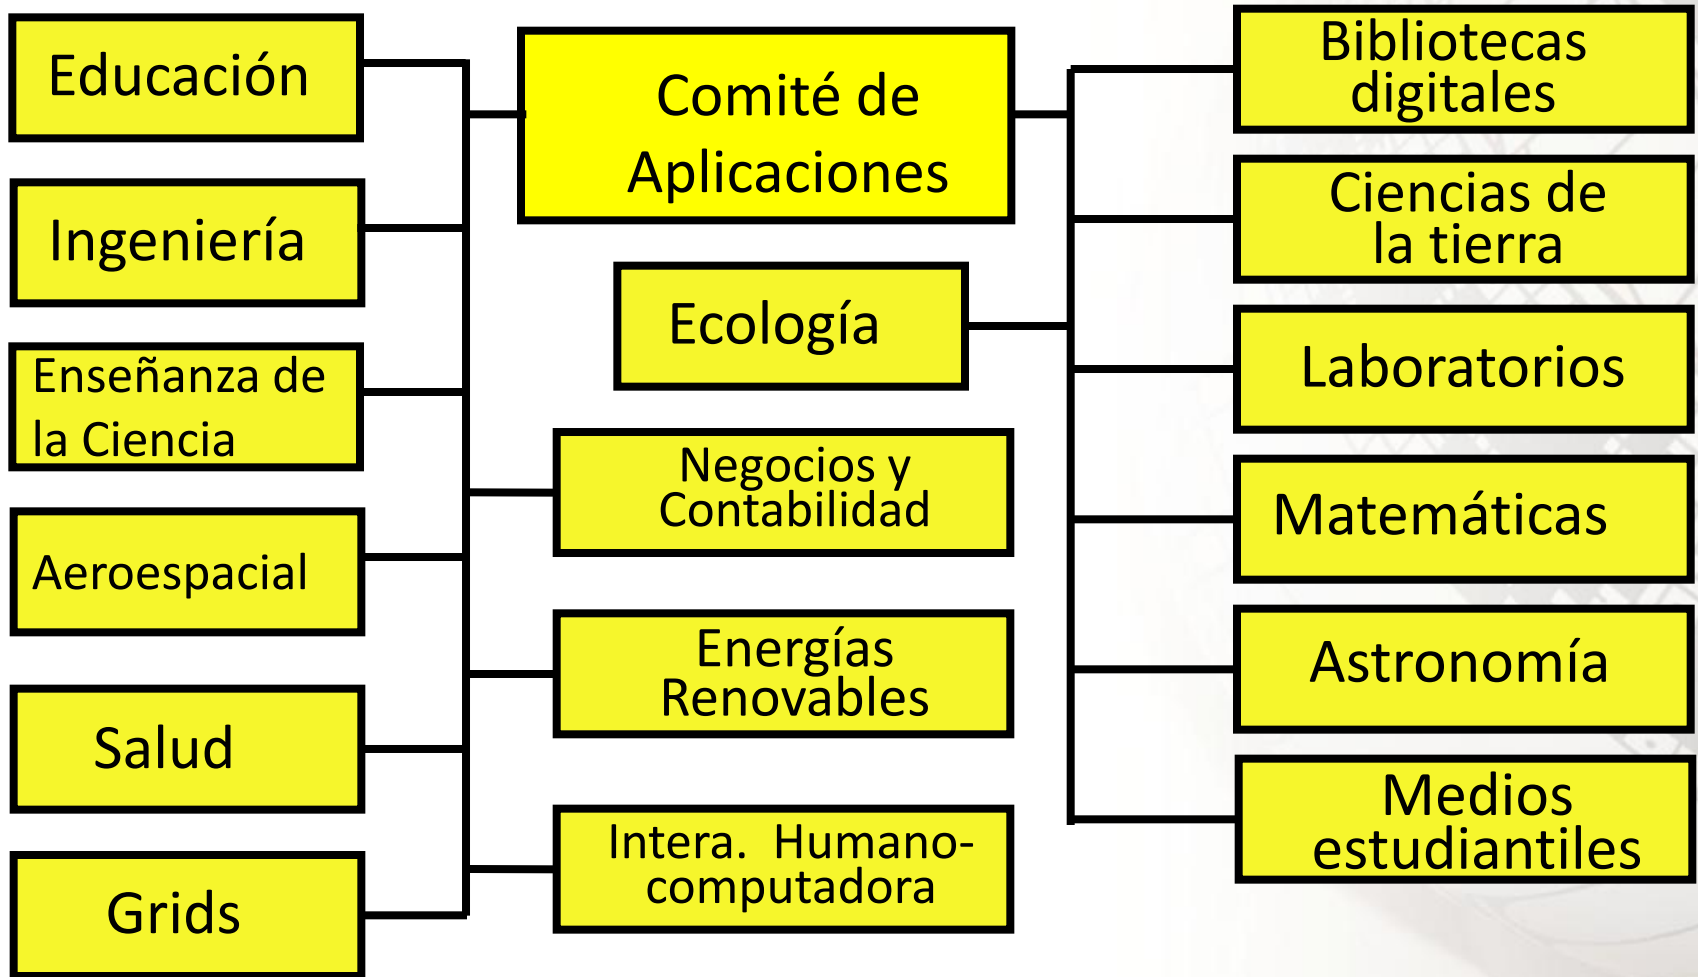 Educación
Ingeniería
Enseñanza de
la Ciencia
Aeroespacial
Salud
Grids
Comité de
Aplicaciones
Ecología
Negocios y
Contabilidad
Energías
Renovables
Intera.  Humano-
computadora
Bibliotecas
digitales
Ciencias de
la tierra
Laboratorios
Matemáticas
Astronomía
Medios
estudiantiles